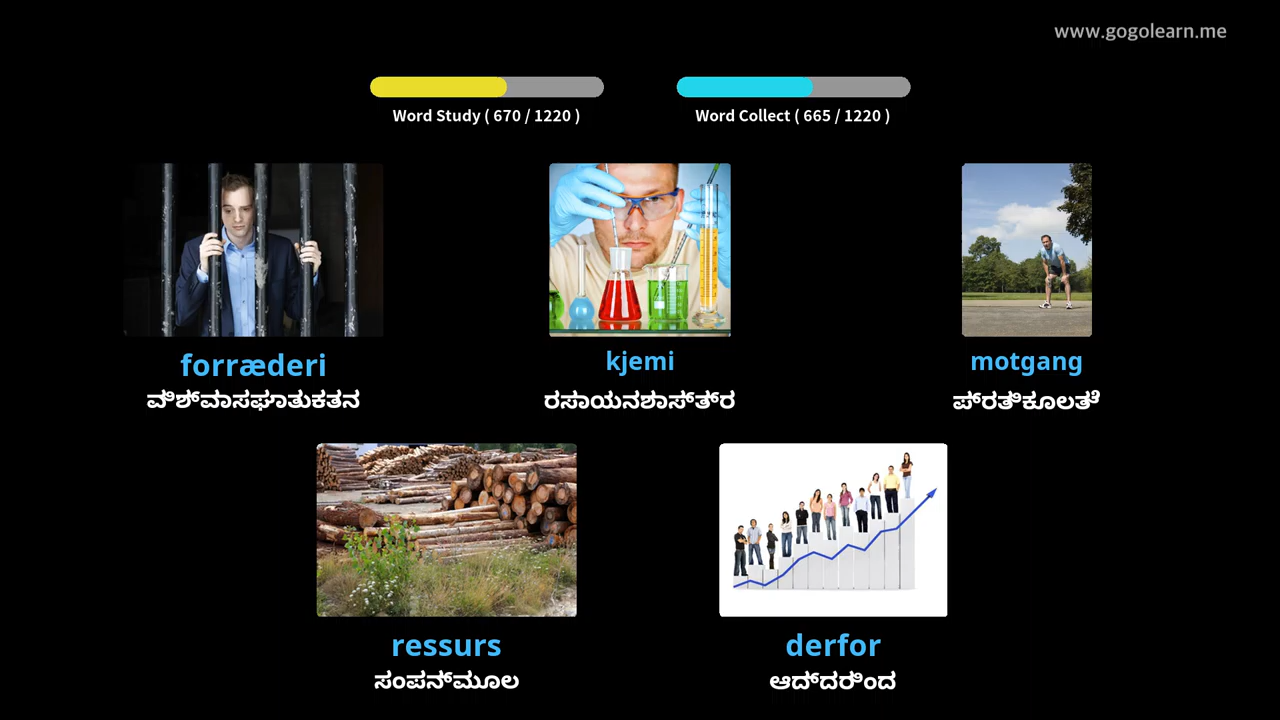 www.gogolearn.me
Word Study ( 670 / 1220 )
Word Collect ( 665 / 1220 )
forræderi
ವಿಶ್ವಾಸಘಾತುಕತನ
kjemi
ರಸಾಯನಶಾಸ್ತ್ರ
motgang
ಪ್ರತಿಕೂಲತೆ
ressurs
ಸಂಪನ್ಮೂಲ
derfor
ಆದ್ದರಿಂದ